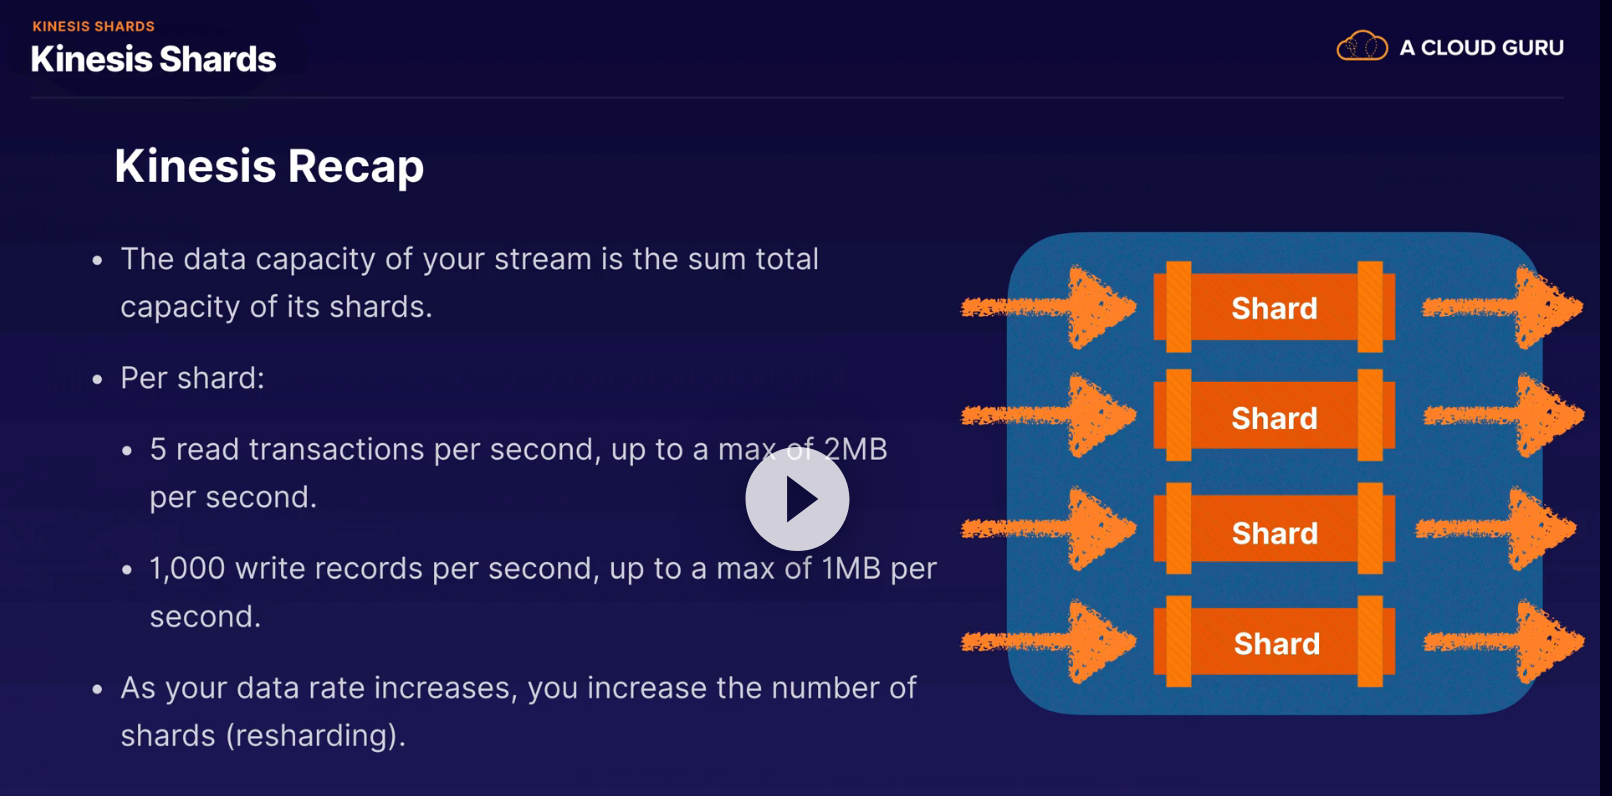 KINESIS SHARDS
Kinesis Shards
A CLOUD GURU
Kinesis Recap
• The data capacity of your stream is the sum total
capacity of its shards.
• Per shard:
• 5 read transactions per second, up to a max of 2MB
per second.
• 1,000 write records per second, up to a max of 1MB per
second.
• As your data rate increases, you increase the number of
shards (resharding).
Shard
Shard
Shard
Shard